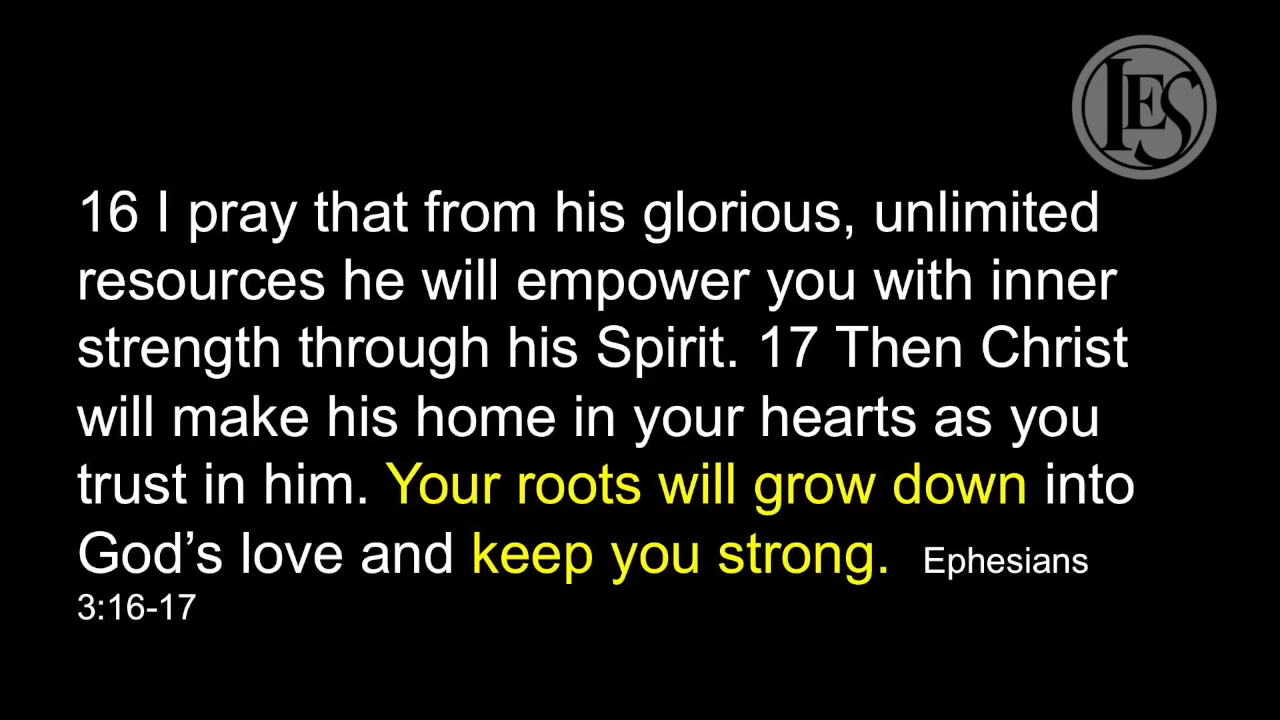 IES
16 I pray that from his glorious, unlimited
resources he will empower you with inner
strength through his Spirit. 17 Then Christ
will make his home in your hearts as you
trust in him. Your roots will grow down into
God’s love and keep you strong. Ephesians
3:16-17